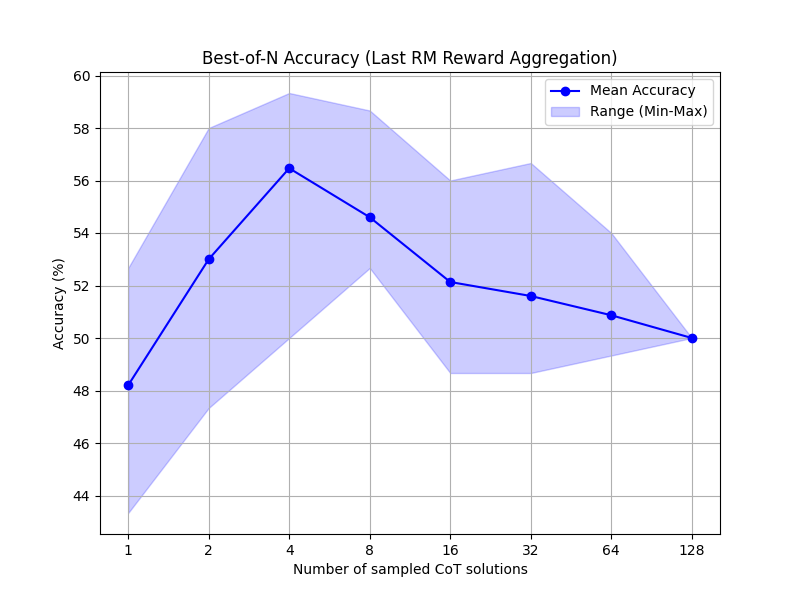 Best-of-N Accuracy (Last RM Reward Aggregation)
Mean Accuracy
Range (Min-Max)
Accuracy (%)
60
58
56
54
52
50
48
46
44
1 2 4 8 16 32 64 128
Number of sampled CoT solutions